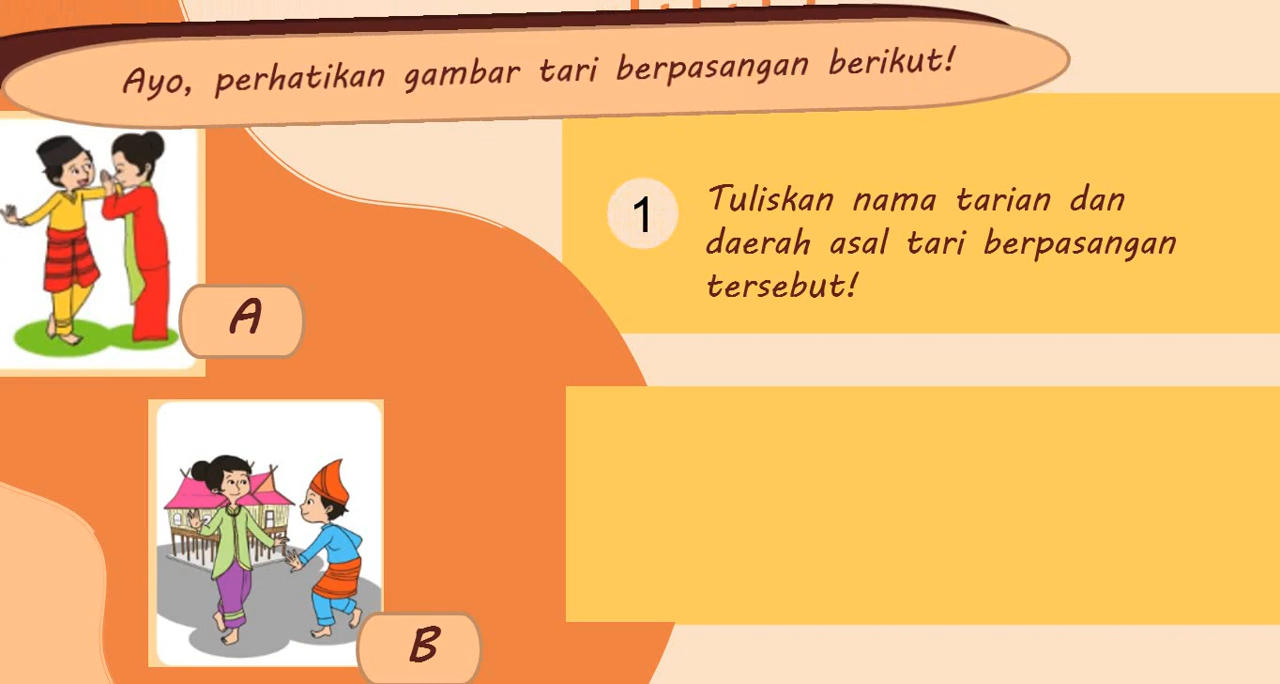 Ayo, perhatikan gambar tari berpasangan berikut!
1
Tuliskan nama tarian dan
daerah asal tari berpasangan
tersebut!
A
B